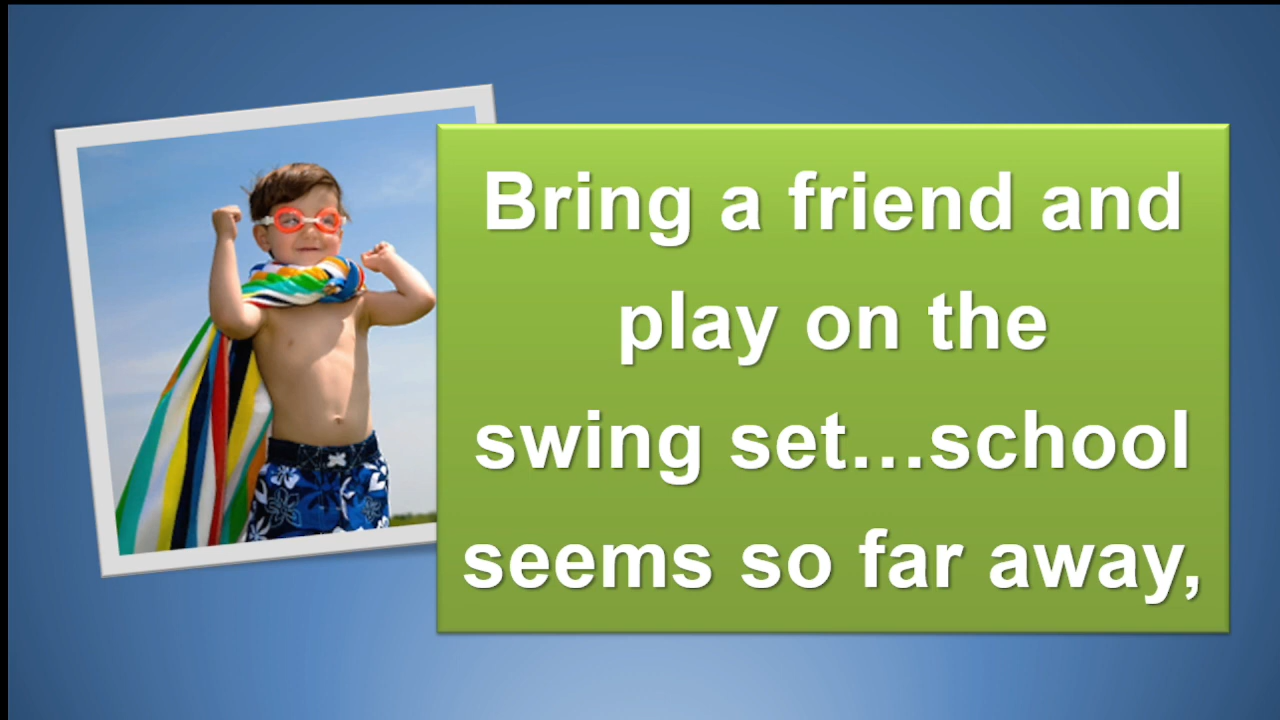 Bring a friend and
play on the
swing set...school
seems so far away,